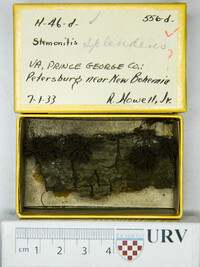 H-46-d- 556-d-
Stemonitis splendens
VA, PRINCE GEORGE CO.:
Petersburg near New Bohemia
7-1-33 R. Howell, Jr.
cm 1 2 3 4
URV